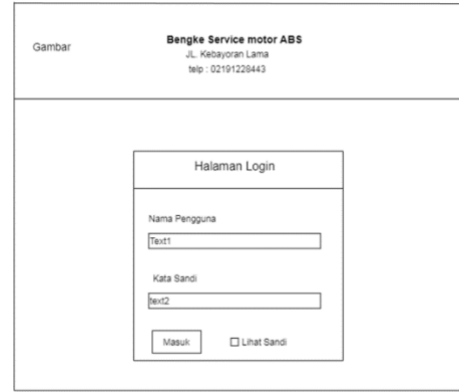 Gambar
Bengke Service motor ABS
JL. Kebayoran Lama
telp : 02191228443
Halaman Login
Nama Pengguna
Text1
Kata Sandi
text2
Masuk
Lihat Sandi